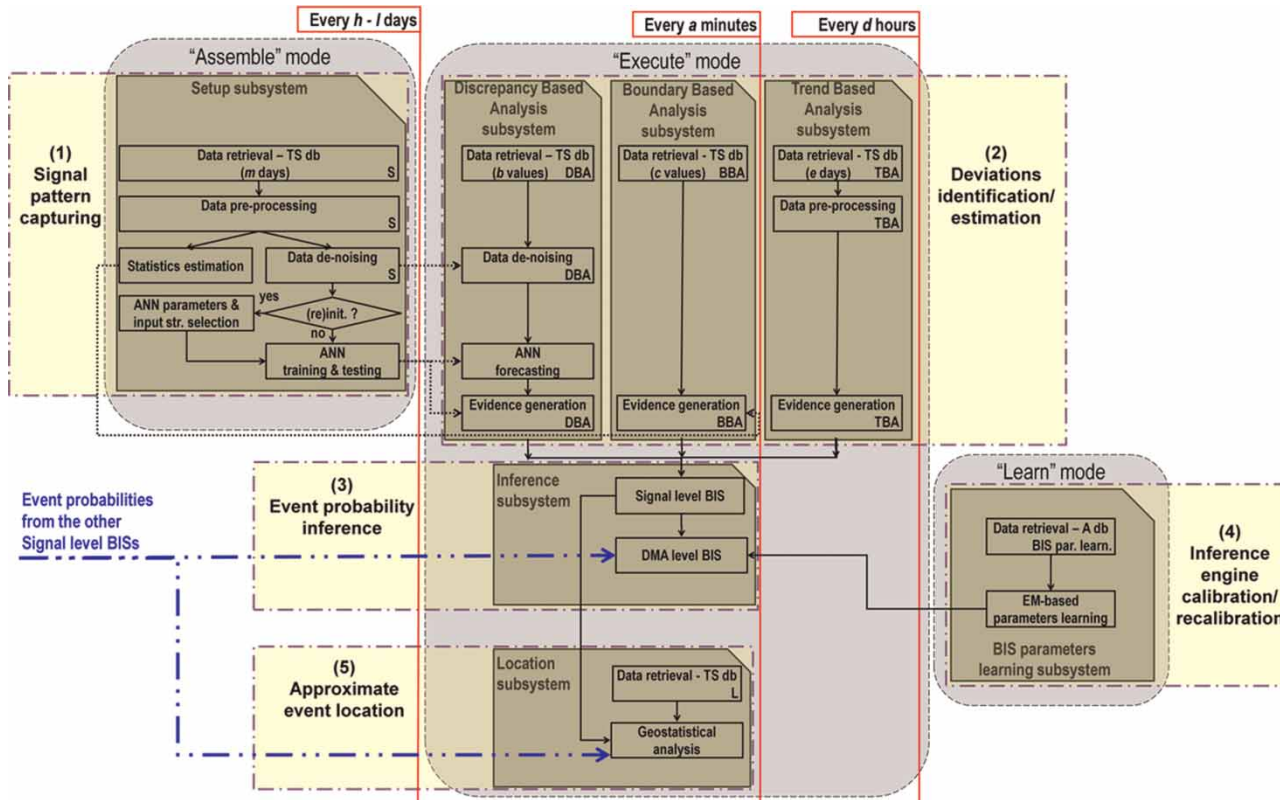 Every h - l days
Every a minutes
Every d hours
“Assemble” mode
“Execute” mode
Setup subsystem
Discrepancy Based
Analysis
subsystem
Boundary Based
Analysis
subsystem
Trend Based
Analysis
subsystem
(1)
Signal
pattern
capturing
Data retrieval – TS db
(m days)
S
Data pre-processing
S
Statistics estimation
Data de-noising
S
ANN parameters &
input str. selection
yes
(re)init. ?
no
ANN
training & testing
Data retrieval – TS db
(b values)
DBA
Data de-noising
DBA
ANN
forecasting
Evidence generation
DBA
Data retrieval - TS db
(c values)
BBA
Evidence generation
BBA
Data retrieval - TS db
(e days)
TBA
Data pre-processing
TBA
Evidence generation
TBA
(2)
Deviations
identification/
estimation
(3)
Event probability
inference
Inference
subsystem
Signal level BIS
DMA level BIS
Event probabilities
from the other
Signal level BISs
“Learn” mode
Data retrieval – A db
BIS par. learn.
EM-based
parameters learning
BIS parameters
learning subsystem
(4)
Inference
engine
calibration/
recalibration
(5)
Approximate
event location
Location
subsystem
Data retrieval - TS db
L
Geostatistical
analysis